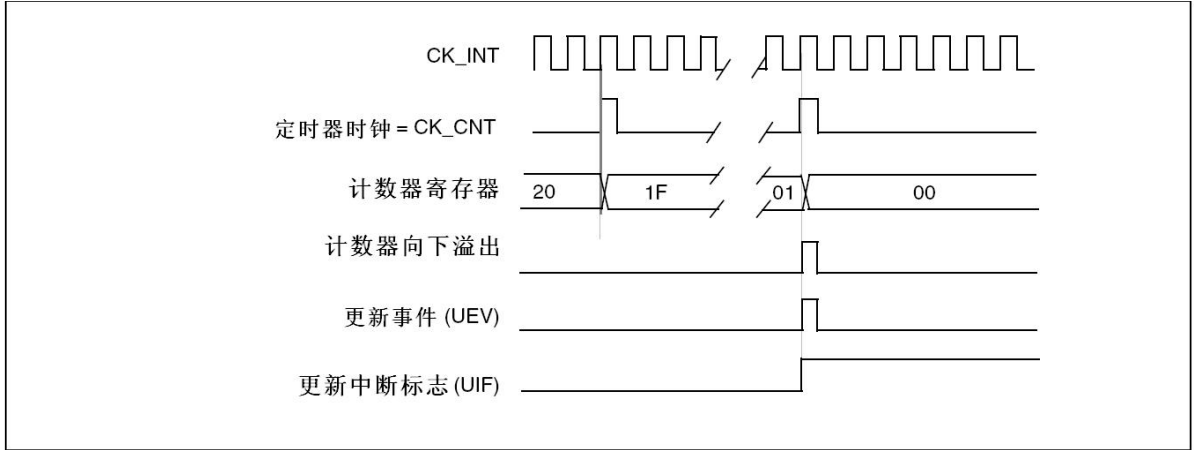 CK_INT
定时器时钟 = CK_CNT
计数器寄存器 20 1F 01 00
计数器向下溢出
更新事件 (UEV)
更新中断标志 (UIF)